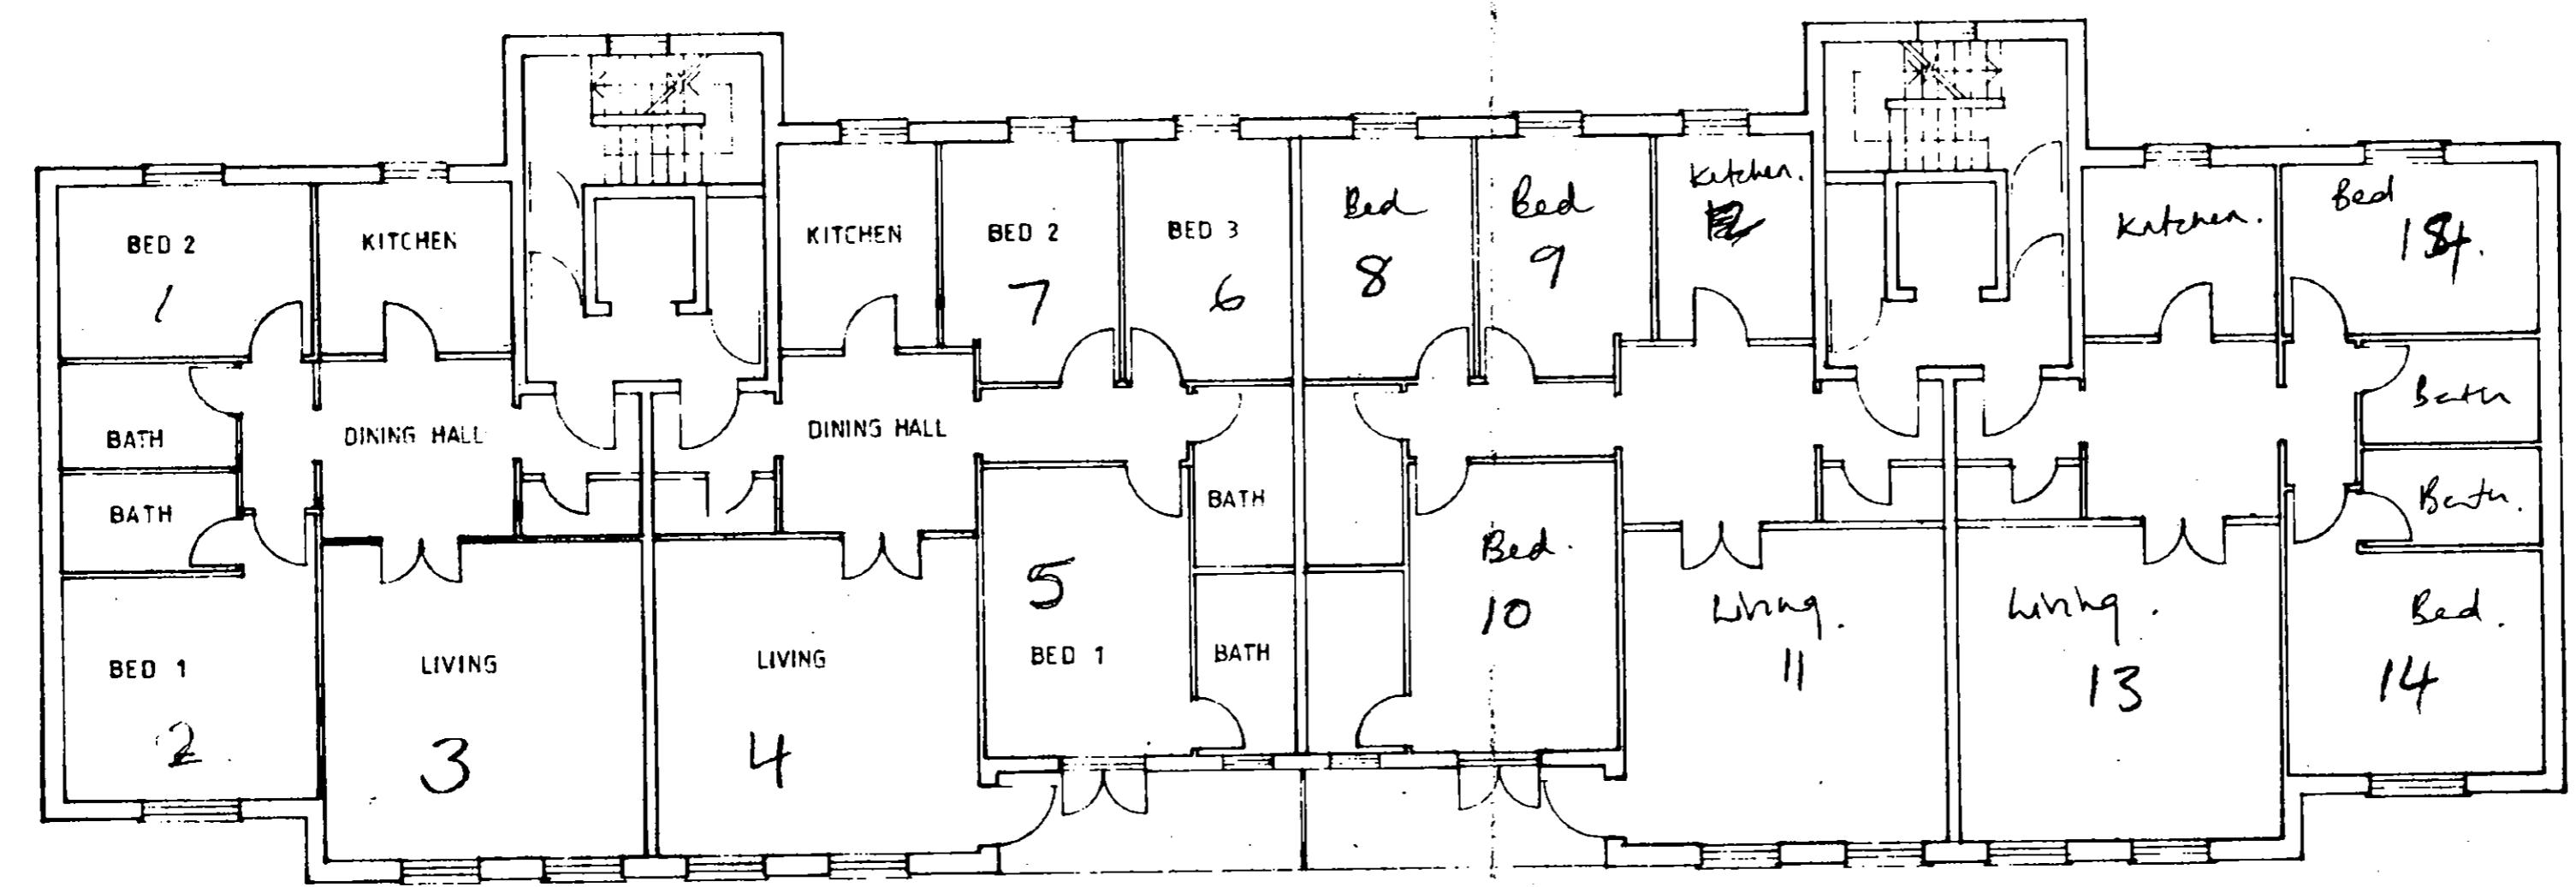 BED 2
1
KITCHEN
BATH
BATH
DINING HALL
BED 1
2
LIVING
3
KITCHEN
BED 2
7
BED 3
6
DINING HALL
LIVING
4
5
BED 1
BATH
BATH
Bed
8
Bed
9
Kitchen.
Bed.
10
Living.
11
Kitchen.
Bed
Bath
Bath.
Living.
13
Bed.
14